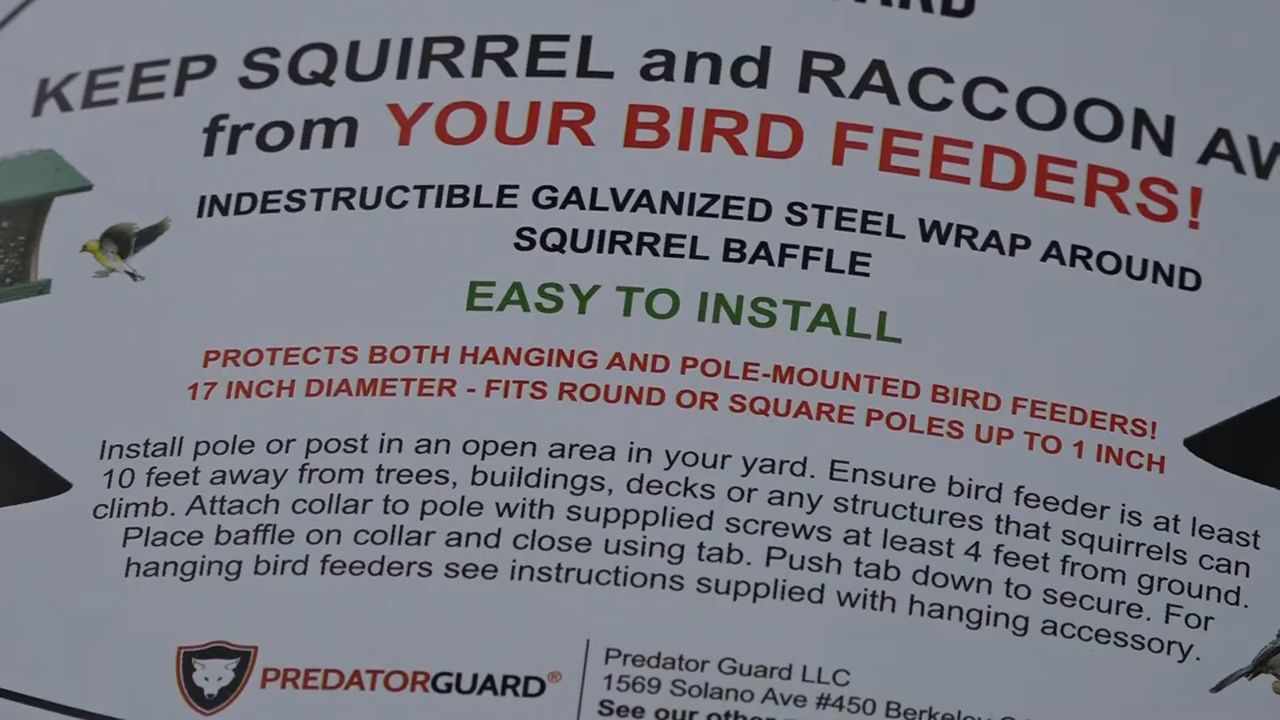 KEEP SQUIRREL and RACCOON
from YOUR BIRD FEEDERS!
INDESTRUCTIBLE GALVANIZED STEEL WRAP AROUND
SQUIRREL BAFFLE
EASY TO INSTALL
PROTECTS BOTH HANGING AND POLE-MOUNTED BIRD FEEDERS!
17 INCH DIAMETER - FITS ROUND OR SQUARE POLES UP TO 1 INCH
Install pole or post in an open area in your yard. Ensure bird feeder is at least
10 feet away from trees, buildings, decks or any structures that squirrels can
climb. Attach collar to pole with suppplied screws at least 4 feet from ground.
Place baffle on collar and close using tab. Push tab down to secure. For
hanging bird feeders see instructions supplied with hanging accessory.
PREDATORGUARD®
Predator Guard LLC
1569 Solano Ave #450 Berkeley
See our other